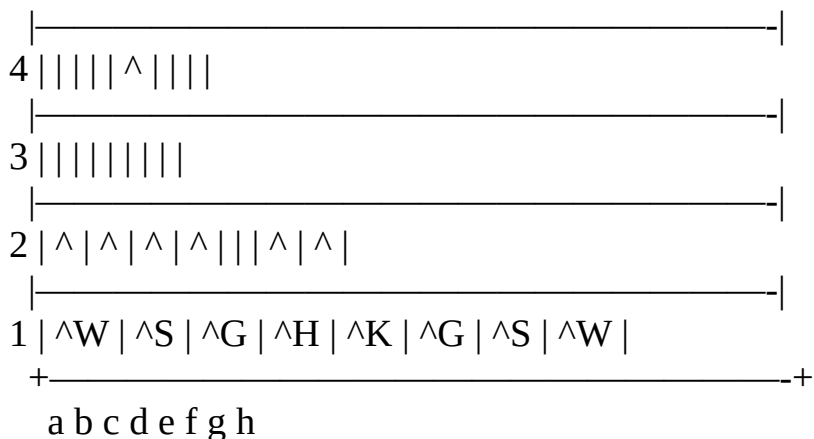 |———————————————————-|
4 | | | | | ^ | | | |
|———————————————————-|
3 | | | | | | | | |
|———————————————————-|
2 | ^ | ^ | ^ | ^ | | | ^ | ^ |
|———————————————————-|
1 | ^W | ^S | ^G | ^H | ^K | ^G | ^S | ^W |
+———————————————————-+
a b c d e f g h